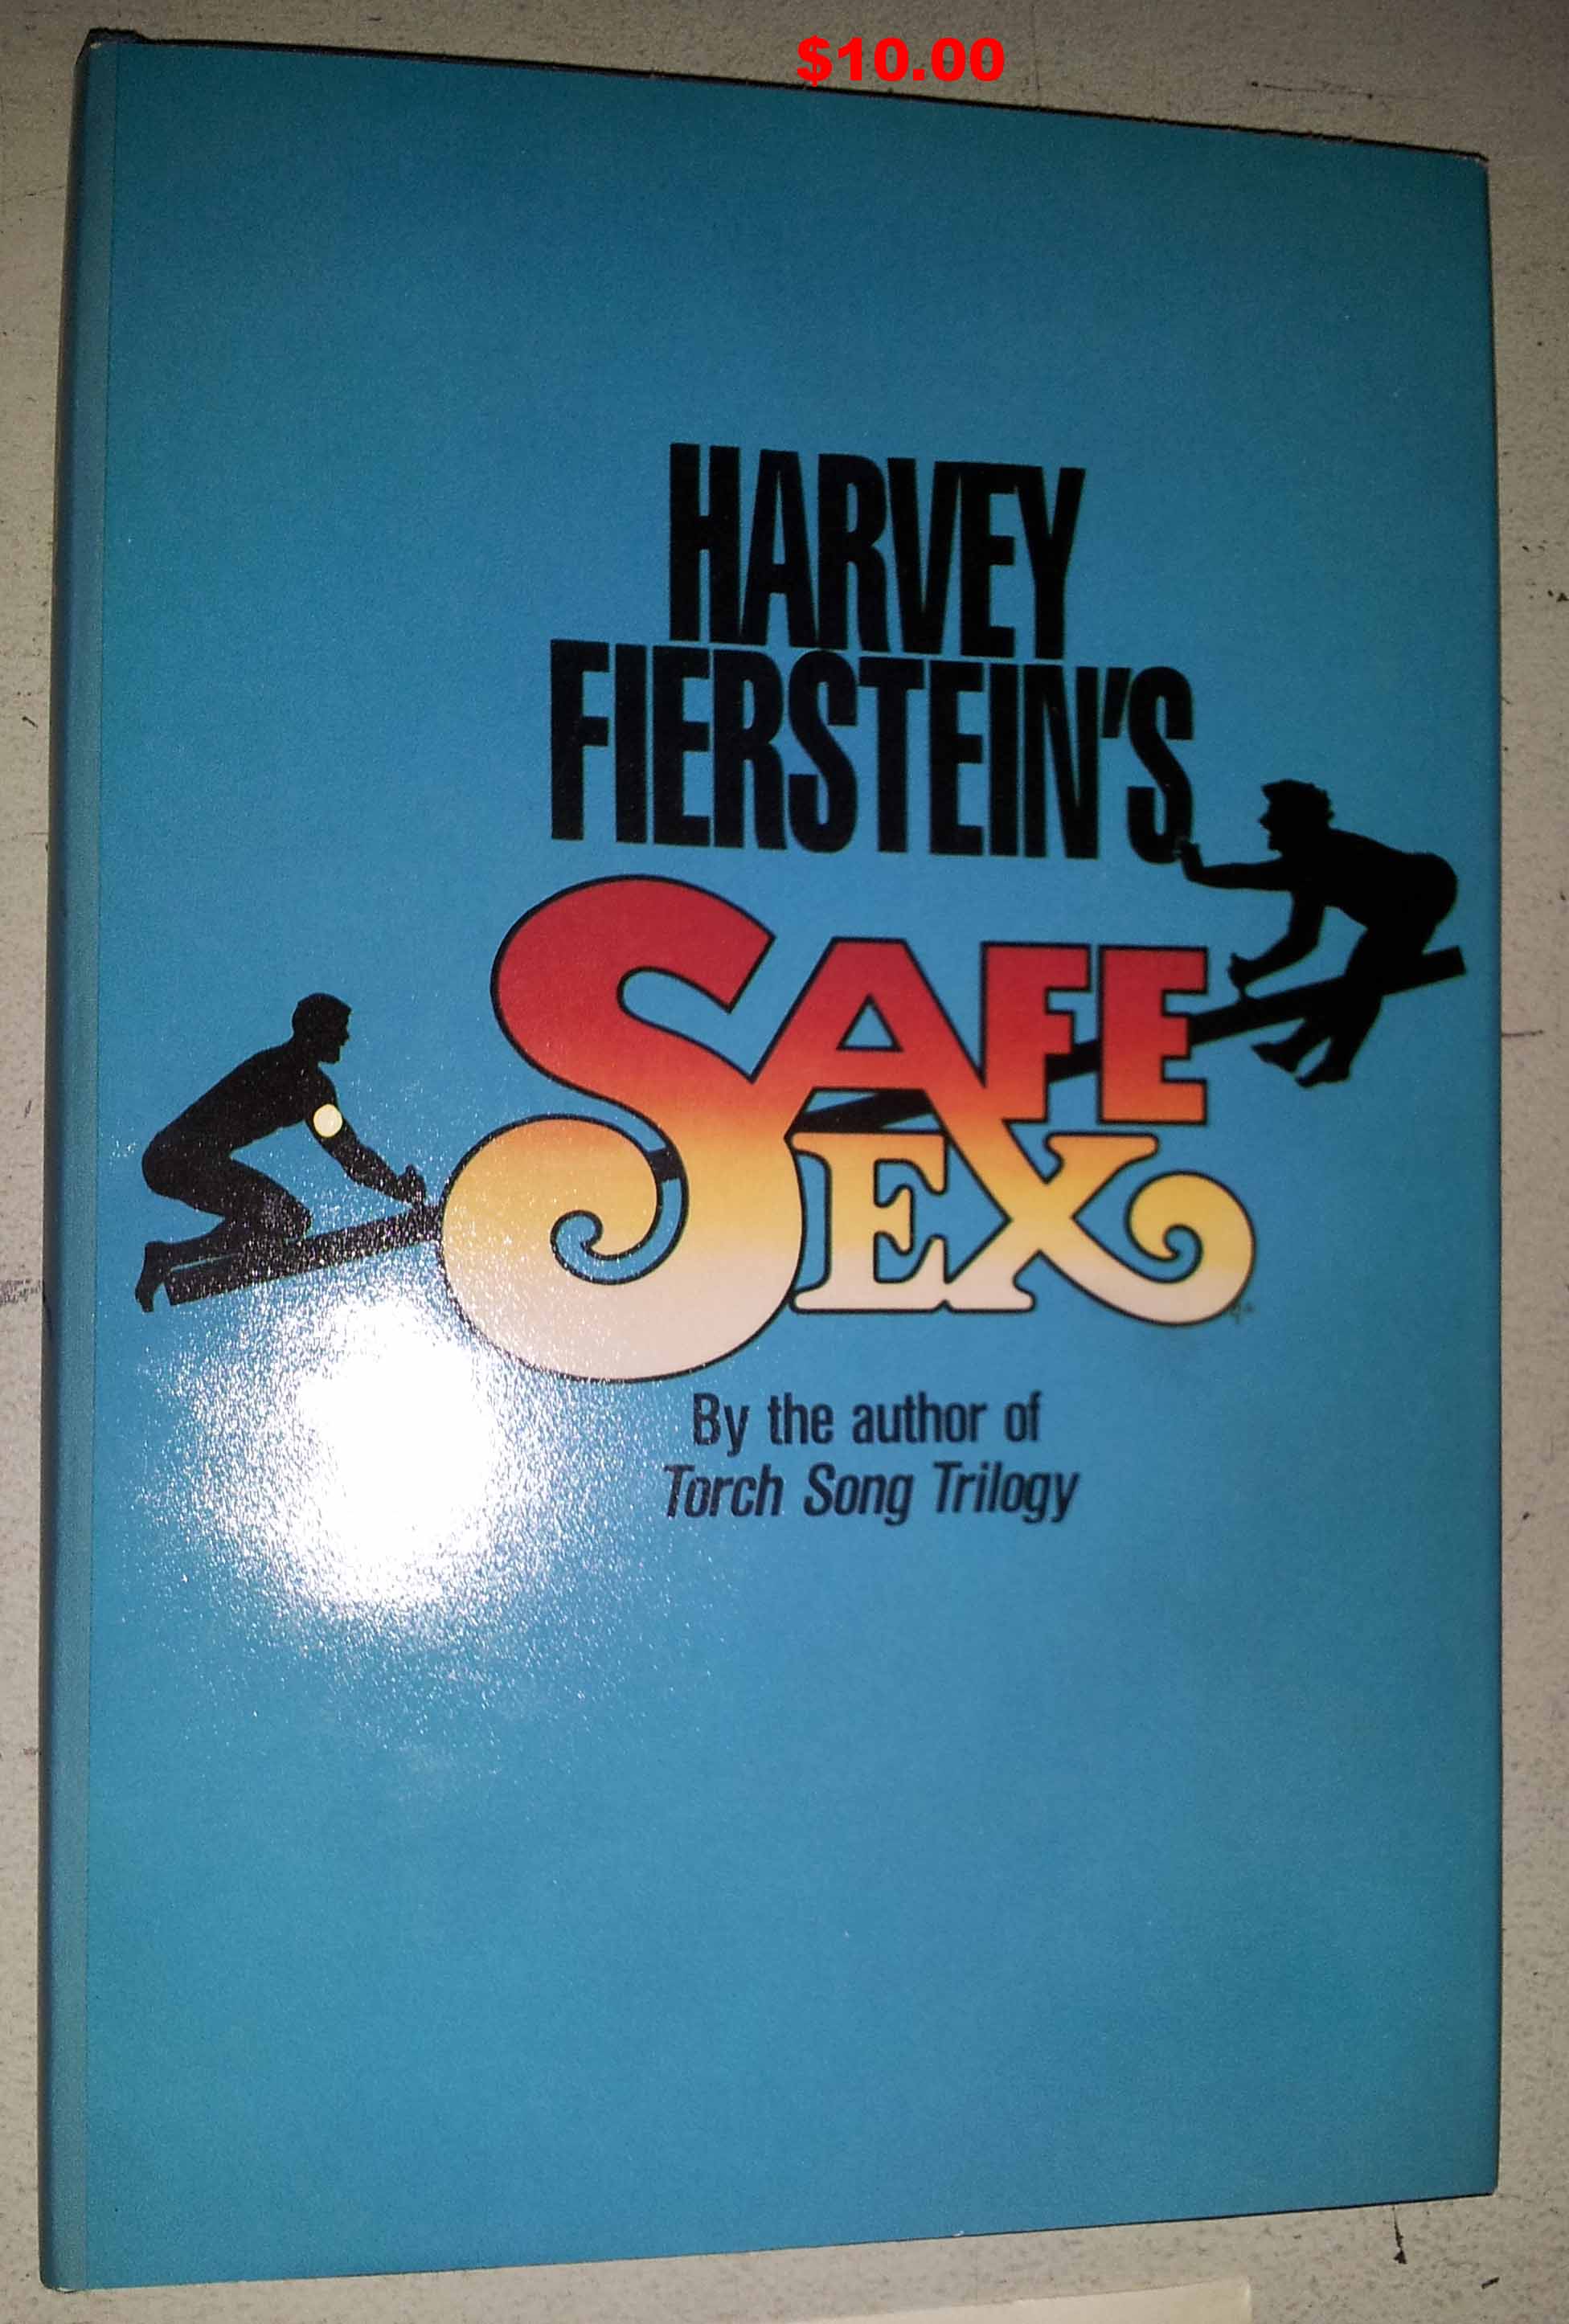 $10.00
HARVEY
FIERSTEIN'S
SAFE
SEX
By the author of
Torch Song Trilogy